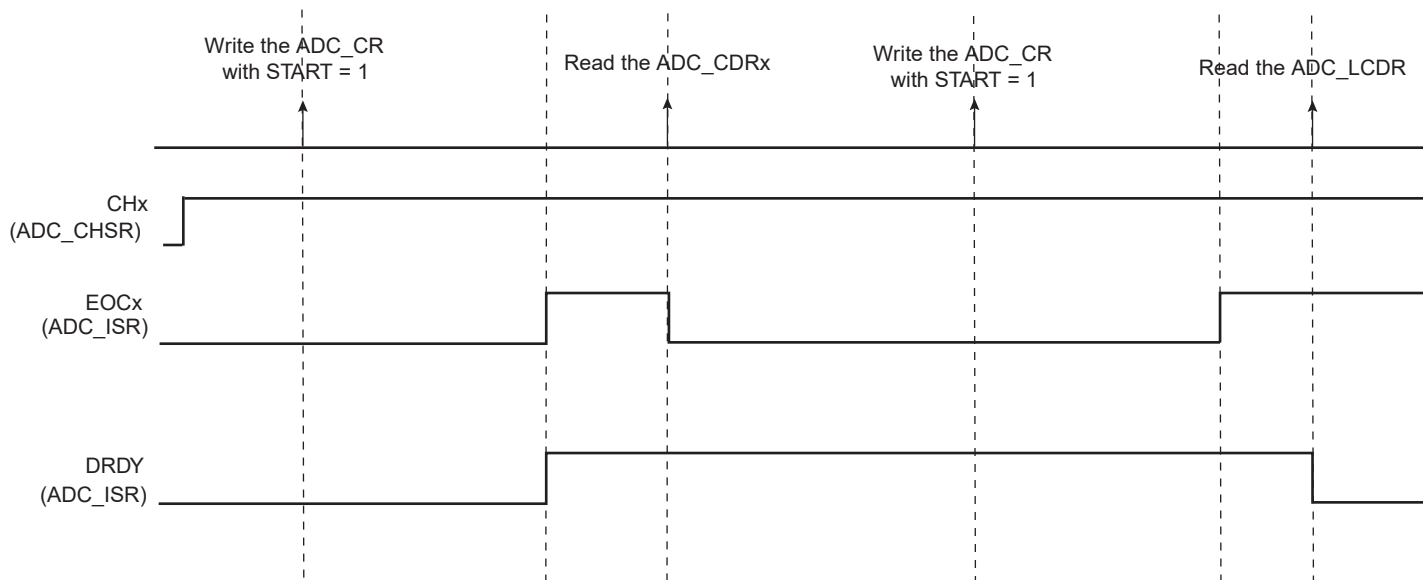 Write the ADC_CR
with START = 1
Read the ADC_CDRx
Write the ADC_CR
with START = 1
Read the ADC_LCDR
CHx
(ADC_CHSR)
EOCx
(ADC_ISR)
DRDY
(ADC_ISR)